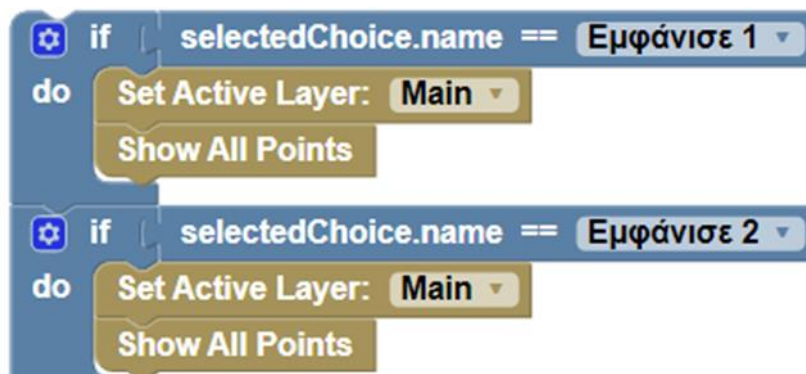 if selectedChoice.name == Εμφάνισε 1
do Set Active Layer: Main
Show All Points
if selectedChoice.name == Εμφάνισε 2
do Set Active Layer: Main
Show All Points